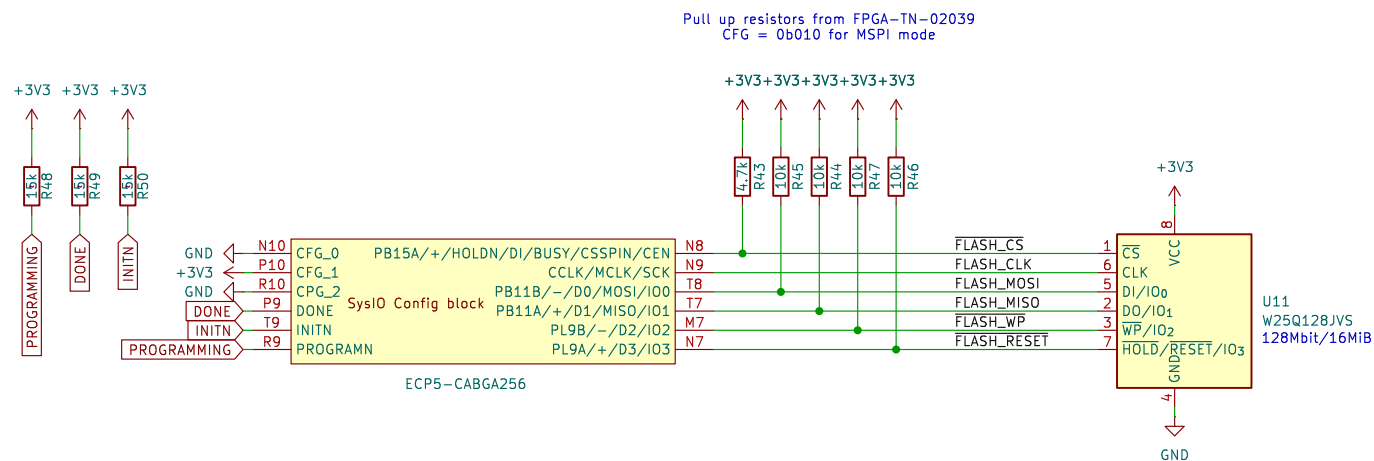 Pull up resistors from FPGA-TN-02039
CFG = 0b010 for MSPI mode
+3V3 +3V3 +3V3
+3V3 +3V3 +3V3 +3V3 +3V3
15k R48
15k R49
15k R50
4.7k R43
10k R45
10k R44
10k R47
10k R46
PROGRAMMING
DONE
INITN
GND N10 CFG_0
+3V3 P10 CFG_1
GND R10 CPG_2
DONE P9 DONE
INITN T9 INITN
PROGRAMMING R9 PROGRAMN
SysIO Config block
PB15A/+/HOLDN/DI/BUSY/CSSPIN/CEN N8
CCLK/MCLK/SCK N9
PB11B/-/D0/MOSI/IO0 T8
PB11A/+/D1/MISO/IO1 T7
PL9B/-/D2/IO2 M7
PL9A/+/D3/IO3 N7
ECP5-CABGA256
FLASH_CS
FLASH_CLK
FLASH_MOSI
FLASH_MISO
FLASH_WP
FLASH_RESET
+3V3
8
VCC
1 CS
6 CLK
5 DI/IO0
2 DO/IO1
3 WP/IO2
7 HOLD/RESET/IO3
GND
4
GND
U11
W25Q128JVS
128Mbit/16MiB